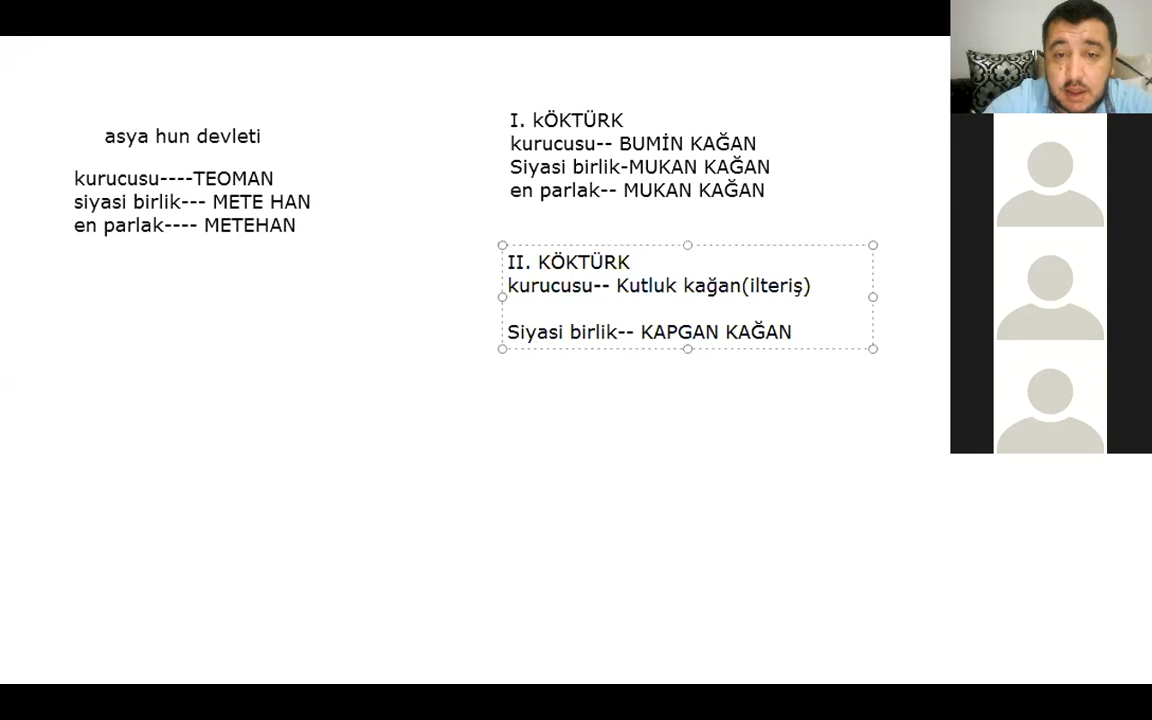 asya hun devleti
kurucusu----TEOMAN
siyasi birlik--- METE HAN
en parlak---- METEHAN
I. kÖKTÜRK
kurucusu-- BUMİN KAĞAN
Siyasi birlik-MUKAN KAĞAN
en parlak-- MUKAN KAĞAN
II. KÖKTÜRK
kurucusu-- Kutluk kağan(ilteriş)
Siyasi birlik-- KAPGAN KAĞAN